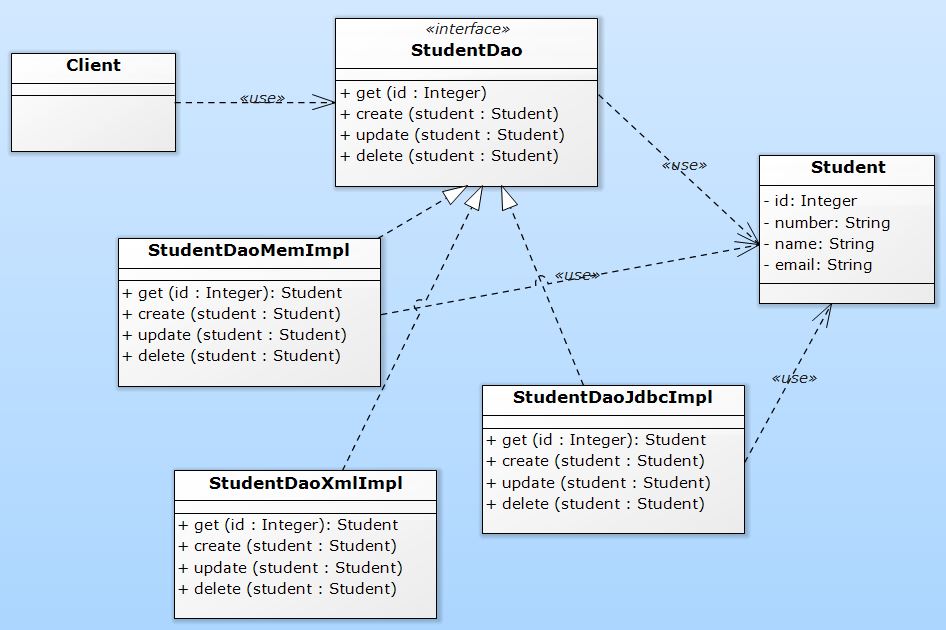 Client
«use»
«interface»
StudentDao
+ get (id : Integer)
+ create (student : Student)
+ update (student : Student)
+ delete (student : Student)
«use»
Student
- id: Integer
- number: String
- name: String
- email: String
StudentDaoMemImpl
+ get (id : Integer): Student
+ create (student : Student)
+ update (student : Student)
+ delete (student : Student)
«use»
StudentDaoJdbcImpl
+ get (id : Integer): Student
+ create (student : Student)
+ update (student : Student)
+ delete (student : Student)
«use»
StudentDaoXmlImpl
+ get (id : Integer): Student
+ create (student : Student)
+ update (student : Student)
+ delete (student : Student)